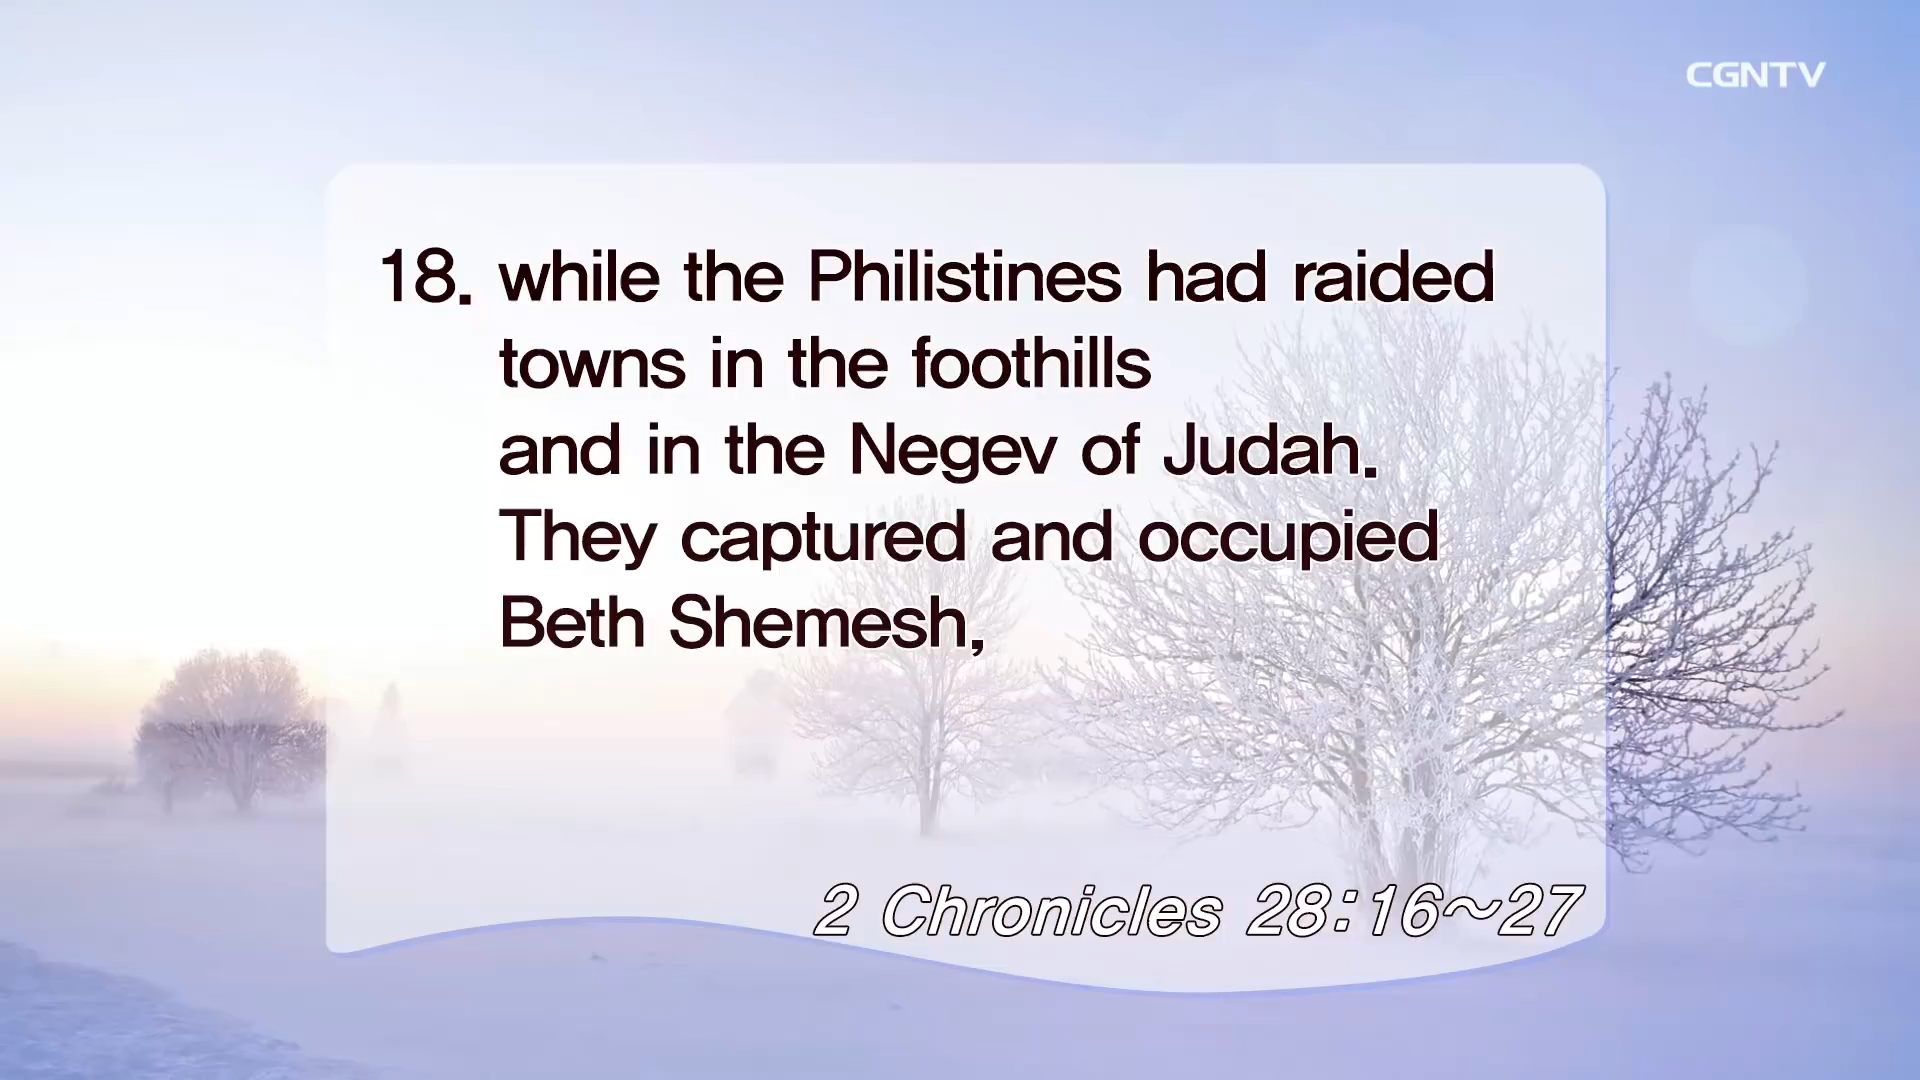 CGNTV
18. while the Philistines had raided
towns in the foothills
and in the Negev of Judah.
They captured and occupied
Beth Shemesh,
2 Chronicles 28:16~27